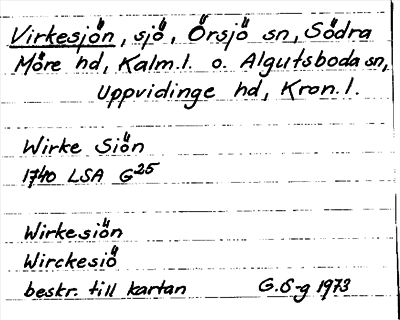 Virkesjön, sjö, Örsjö sn, Södra
Möre hd, Kalm.l. o. Algutsboda sn,
Uppvidinge hd, Kron.l.
Wirke Siön
1740 LSA G25
Wirkesiön
Wirckesiö
beskr. till kartan G.S-g 1973